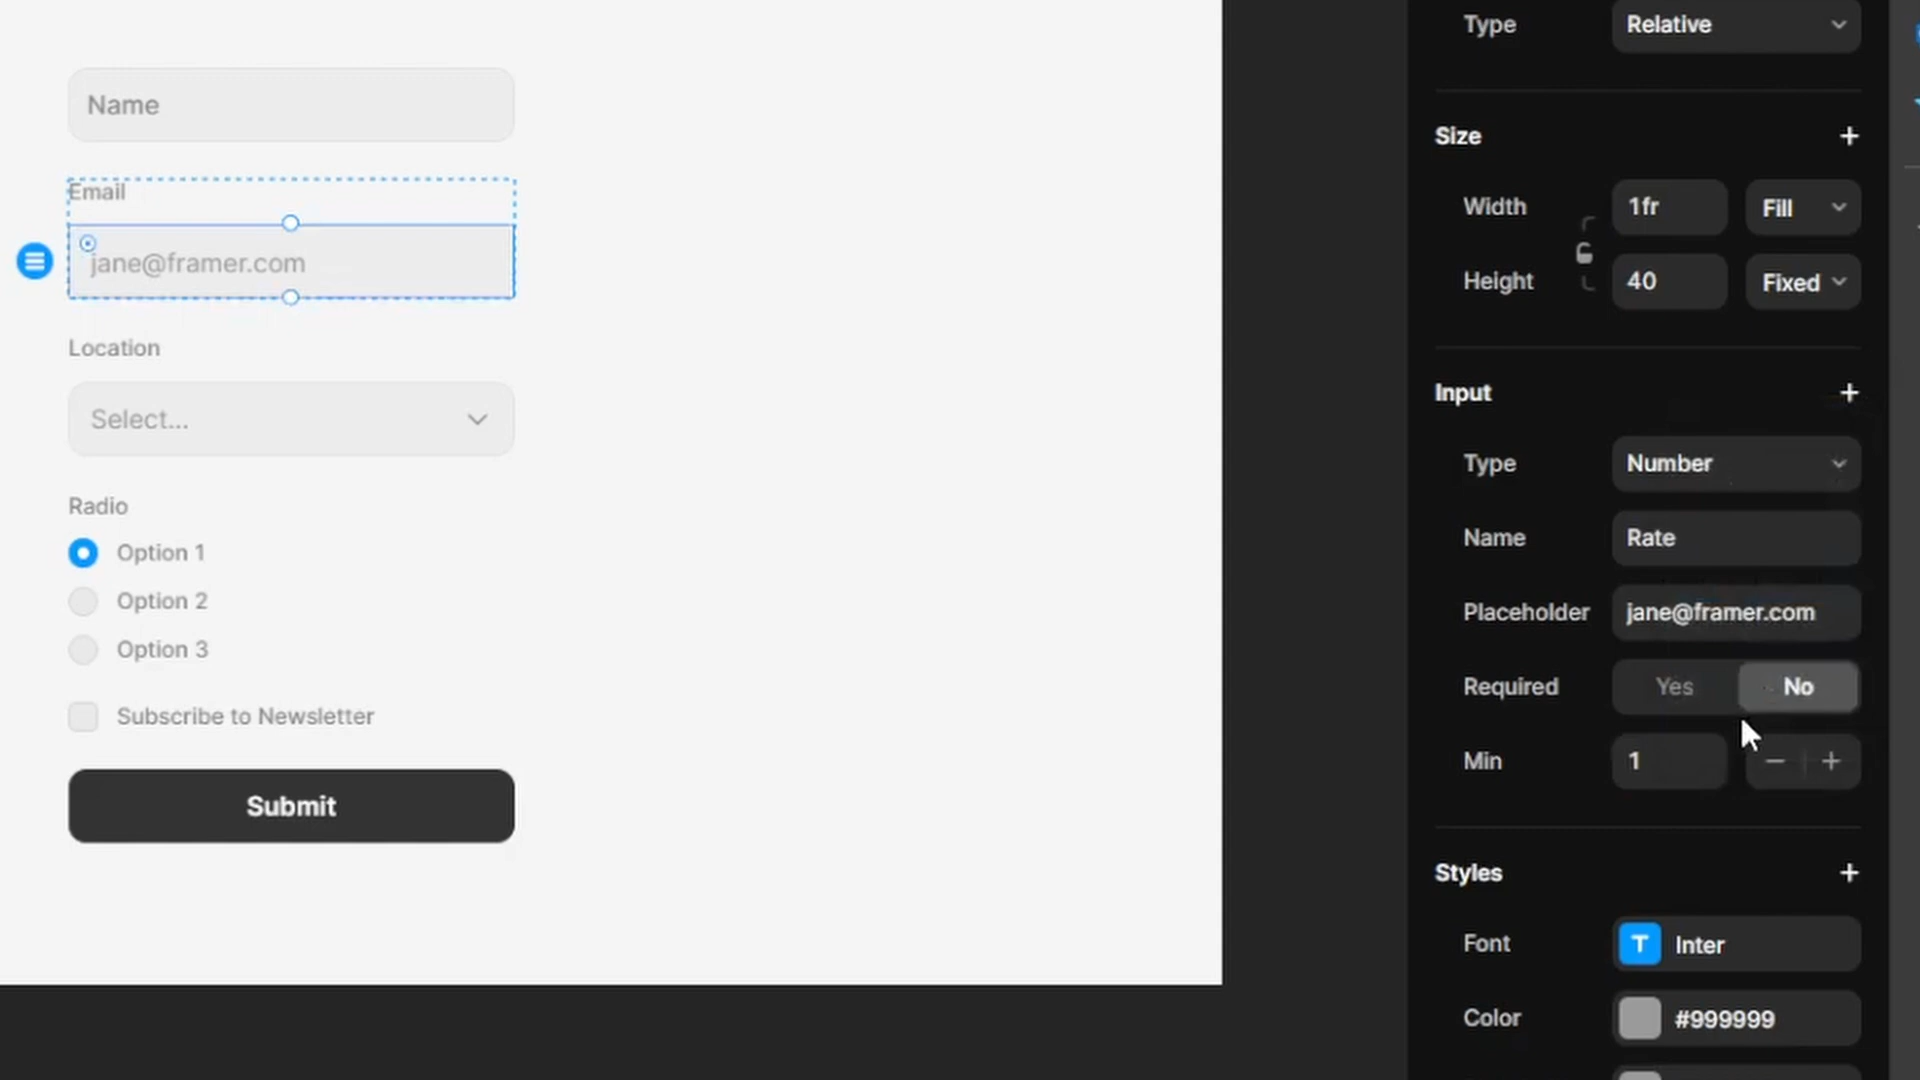 Name
Email
jane@framer.com
Location
Select...
Radio
Option 1
Option 2
Option 3
Subscribe to Newsletter
Submit
Type Relative
Size
Width 1fr Fill
Height 40 Fixed
Input
Type Number
Name Rate
Placeholder jane@framer.com
Required Yes No
Min 1
Styles
Font T Inter
Color #999999